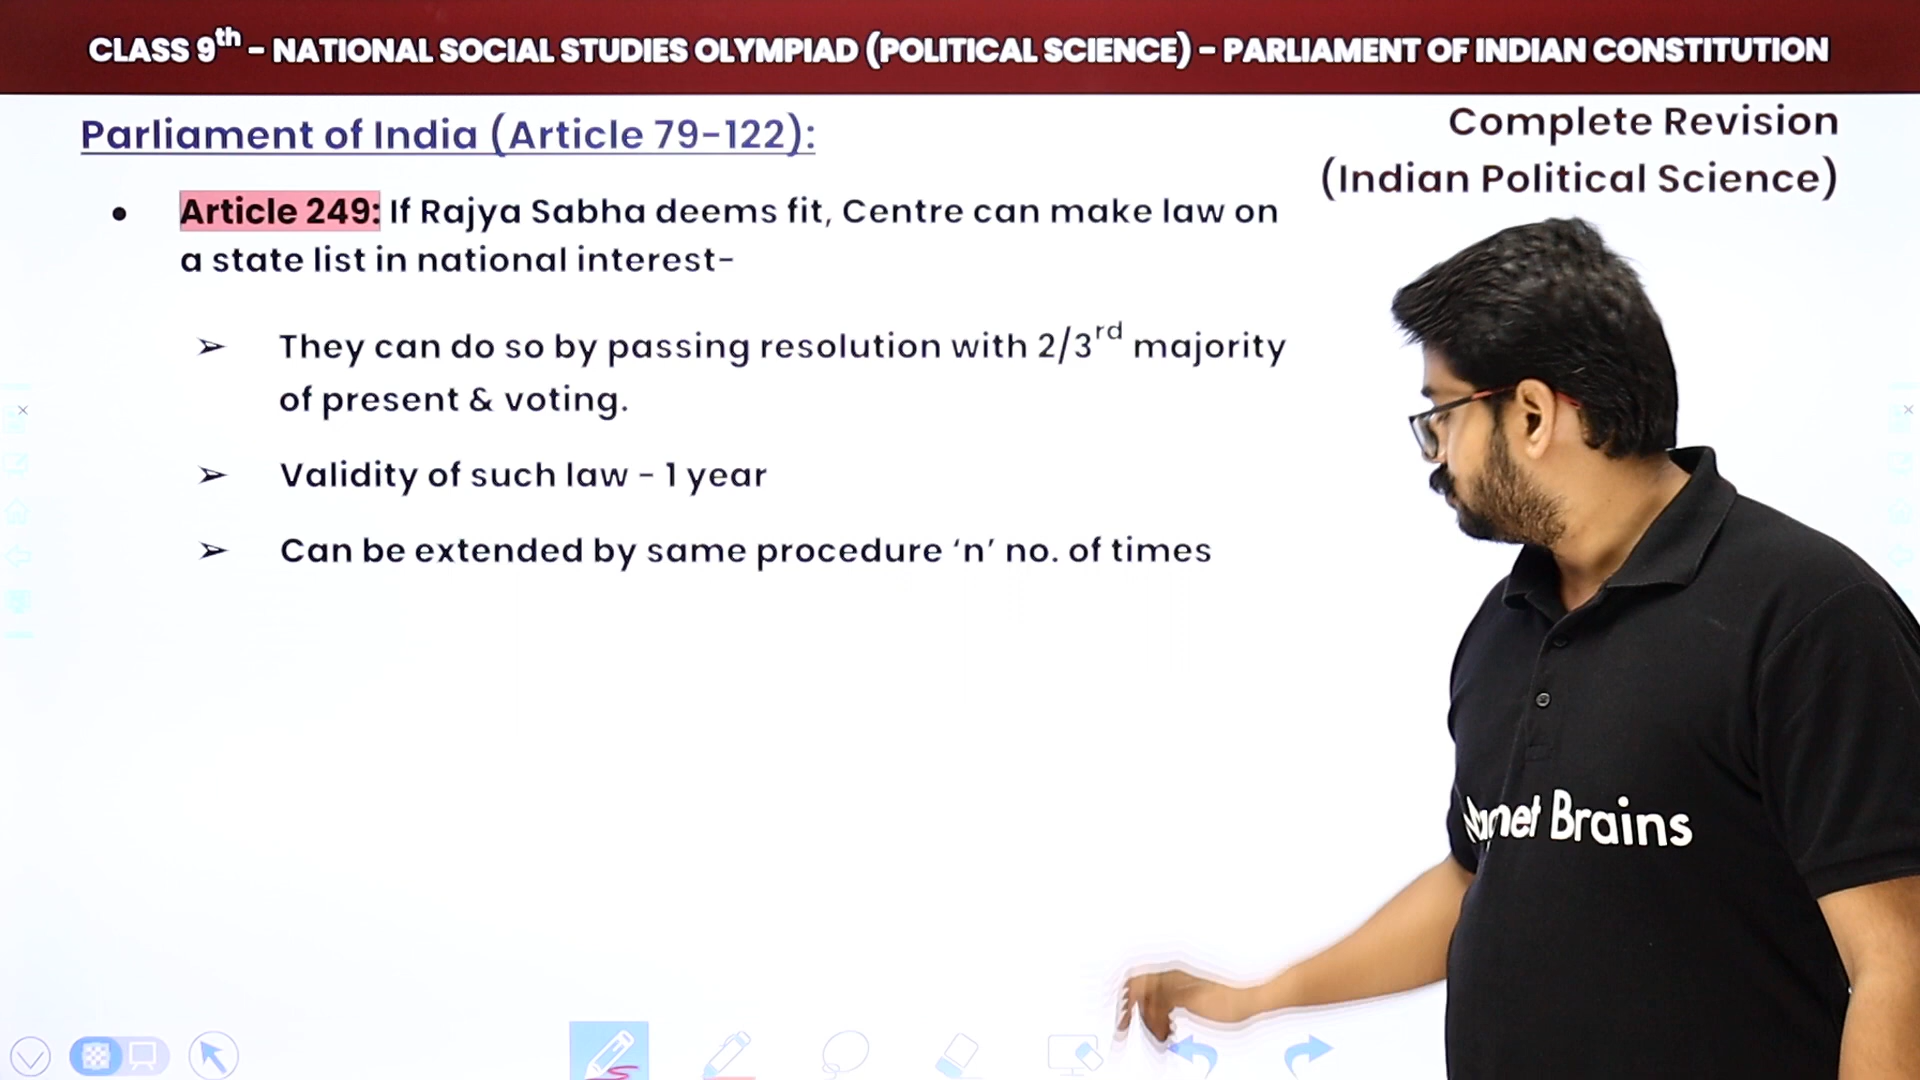 CLASS 9th – NATIONAL SOCIAL STUDIES OLYMPIAD (POLITICAL SCIENCE) – PARLIAMENT OF INDIAN CONSTITUTION
Parliament of India (Article 79-122):
Complete Revision
(Indian Political Science)
• Article 249: If Rajya Sabha deems fit, Centre can make law on
a state list in national interest-
➢ They can do so by passing resolution with 2/3rd majority
of present & voting.
➢ Validity of such law - 1 year
➢ Can be extended by same procedure ‘n’ no. of times
Brains